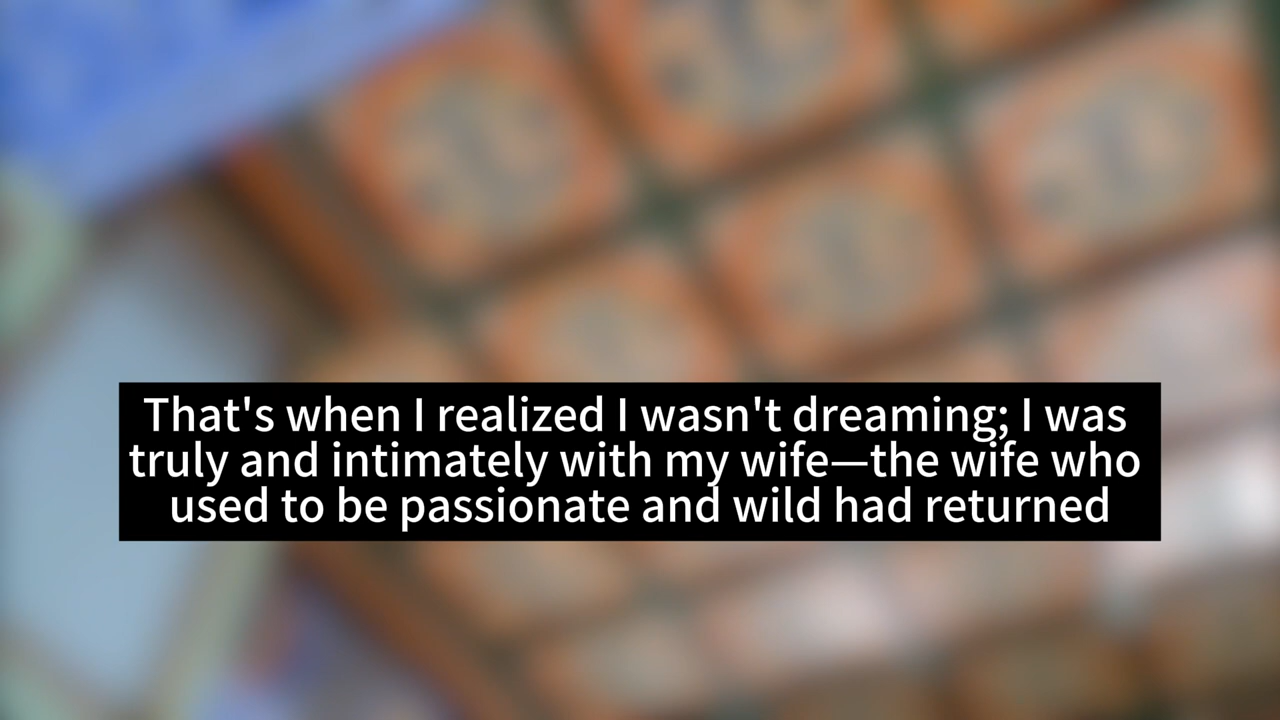 That's when I realized I wasn't dreaming; I was
truly and intimately with my wife—the wife who
used to be passionate and wild had returned